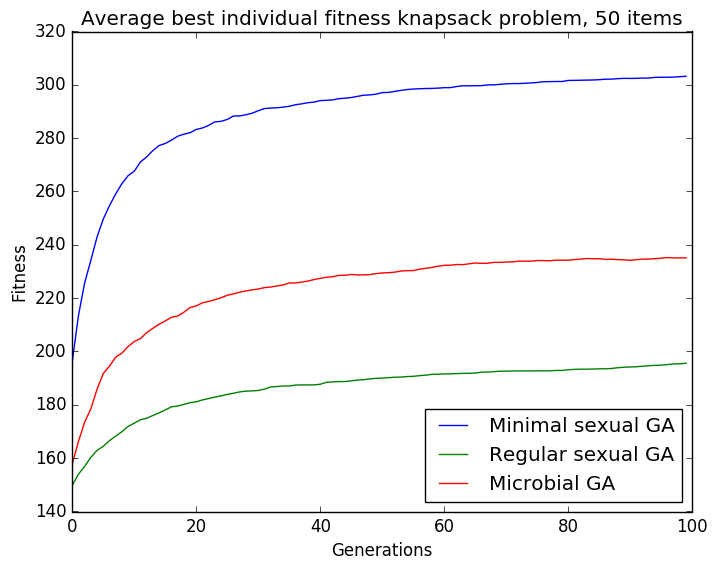 Average best individual fitness knapsack problem, 50 items
320
300
280
260
240
220
200
180
160
140
Fitness
Minimal sexual GA
Regular sexual GA
Microbial GA
0 20 40 60 80 100
Generations